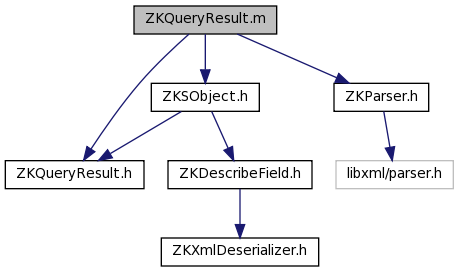 ZKQueryResult.m
ZKSObject.h
ZKParser.h
ZKQueryResult.h
ZKDescribeField.h
libxml/parser.h
ZKXmlDeserializer.h